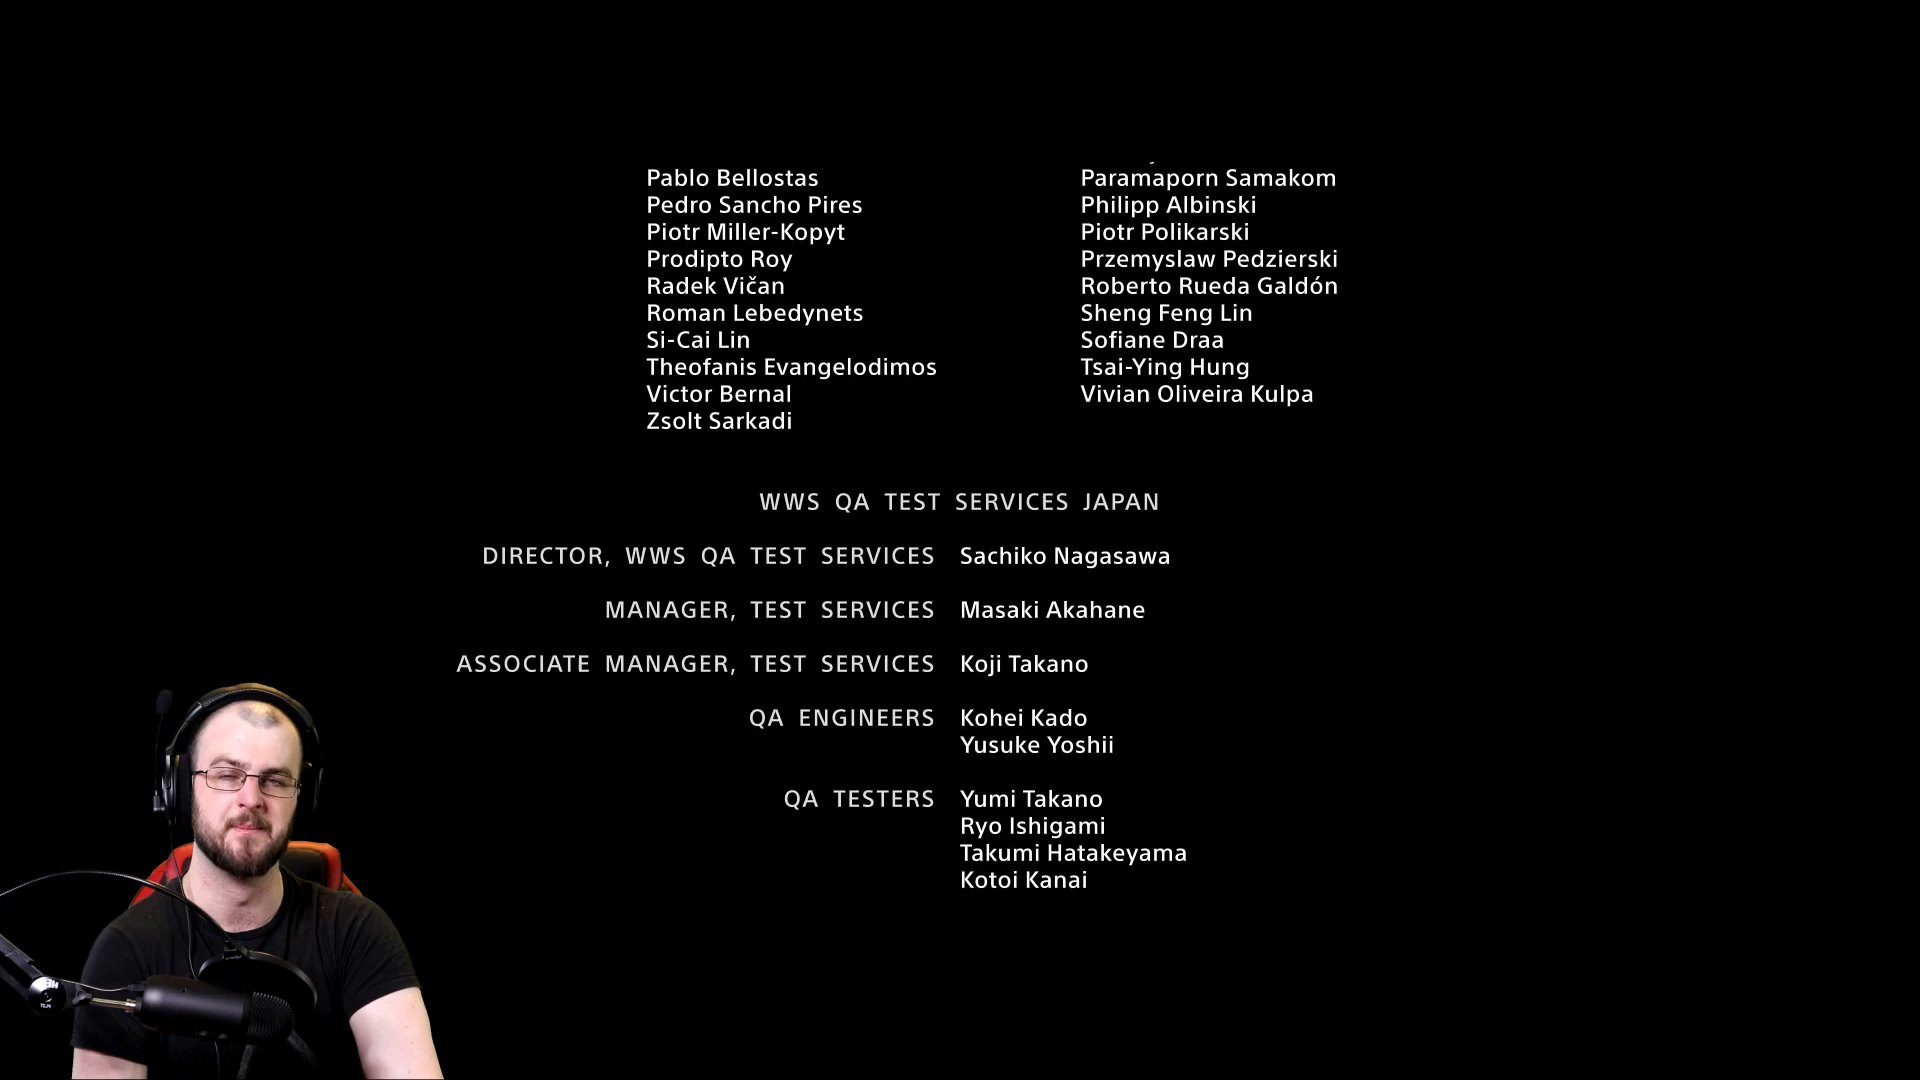 Pablo Bellostas
Pedro Sancho Pires
Piotr Miller-Kopyt
Prodipto Roy
Radek Vičan
Roman Lebedynets
Si-Cai Lin
Theofanis Evangelodimos
Victor Bernal
Zsolt Sarkadi
Paramaporn Samakom
Philipp Albinski
Piotr Polikarski
Przemyslaw Pedzierski
Roberto Rueda Galdón
Sheng Feng Lin
Sofiane Draa
Tsai-Ying Hung
Vivian Oliveira Kulpa
WWS QA TEST SERVICES JAPAN
DIRECTOR, WWS QA TEST SERVICES Sachiko Nagasawa
MANAGER, TEST SERVICES Masaki Akahane
ASSOCIATE MANAGER, TEST SERVICES Koji Takano
QA ENGINEERS Kohei Kado
Yusuke Yoshii
QA TESTERS Yumi Takano
Ryo Ishigami
Takumi Hatakeyama
Kotoi Kanai